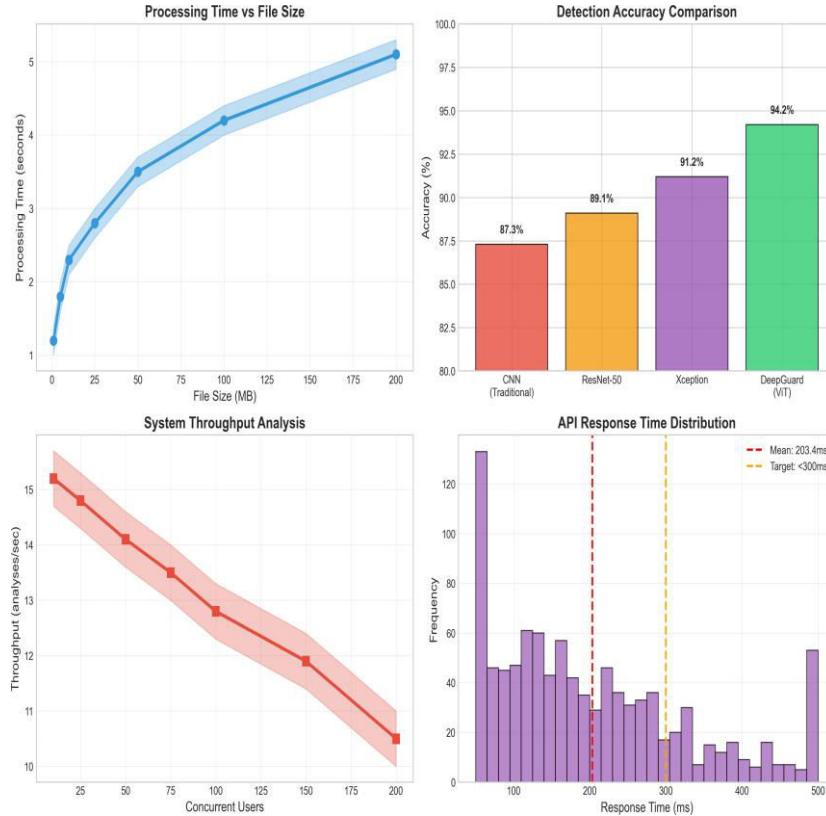 Processing Time vs File Size
Processing Time (seconds)
5
4
3
2
1
0
25
50
75
100
125
150
175
200
File Size (MB)
Detection Accuracy Comparison
Accuracy (%)
100.0
97.5
95.0
92.5
90.0
87.5
85.0
82.5
80.0
87.3%
89.1%
91.2%
94.2%
CNN
(Traditional)
ResNet-50
Xception
DeepGuard
(ViT)
System Throughput Analysis
Throughput (analyses/sec)
15
14
13
12
11
10
25
50
75
100
125
150
175
200
Concurrent Users
API Response Time Distribution
Mean: 203.4ms
Target: <300ms
Frequency
120
100
80
60
40
20
0
100
200
300
400
500
Response Time (ms)